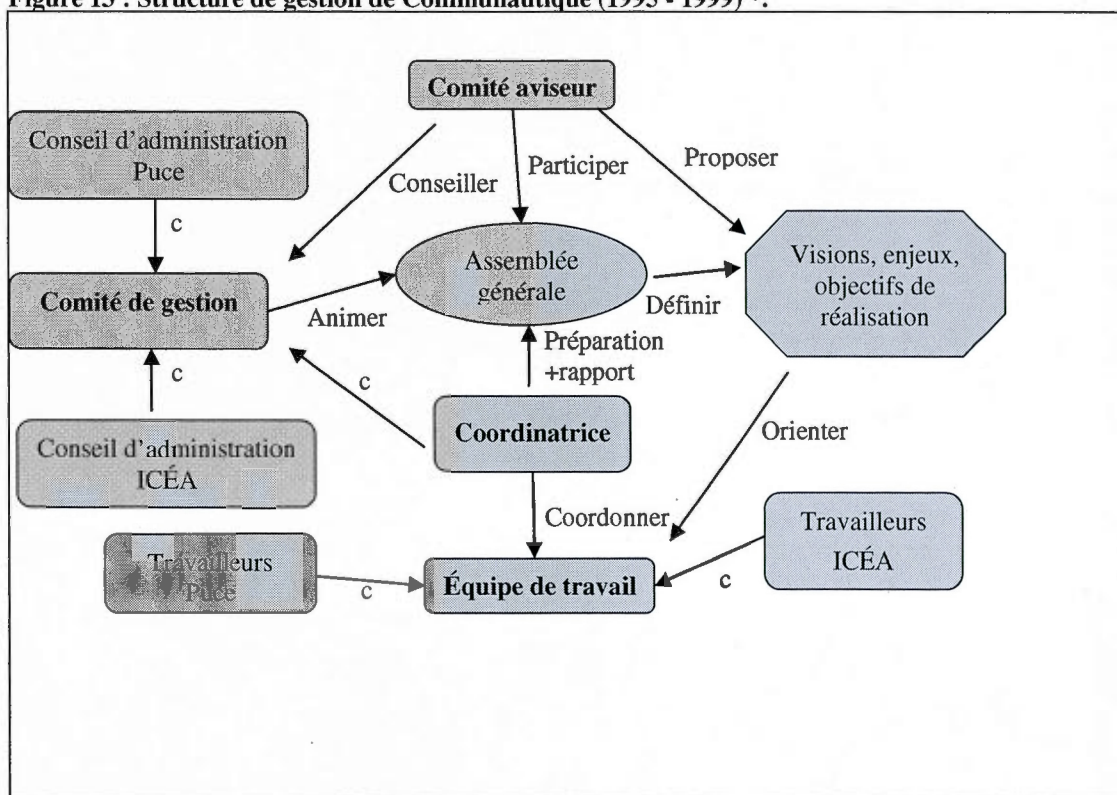 Figure 13 : Structure de gestion de Communautique (1995 - 1999)
Comité aviseur
Conseil d'administration
Puce
Conseiller
Participer
Proposer
c
Comité de gestion
Animer
Assemblée
générale
Définir
Visions, enjeux,
objectifs de
réalisation
c
c
Préparation
+rapport
Conseil d'administration
ICÉA
Coordinatrice
Orienter
Coordonner
Travailleurs
Puce
c
Équipe de travail
c
Travailleurs
ICÉA